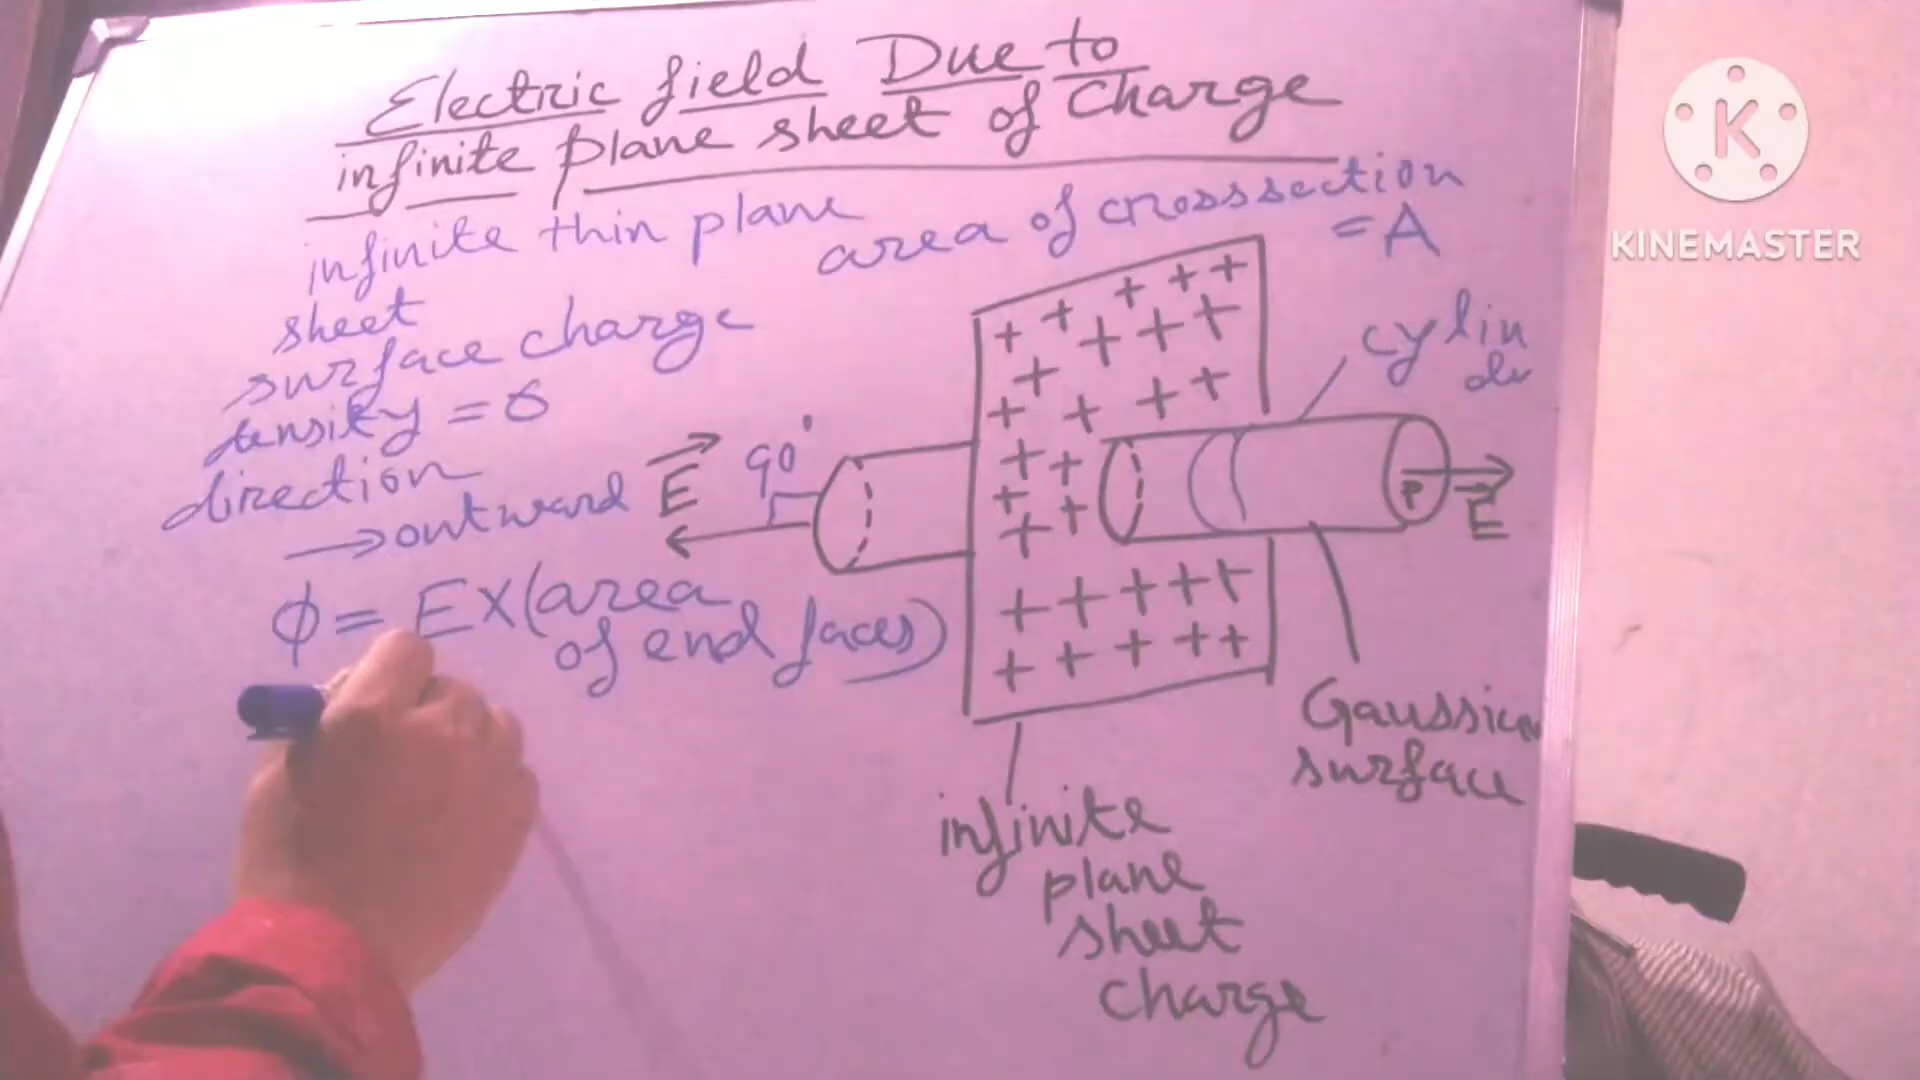 Electric field Due to
infinite plane sheet of Charge
infinite thin plane
sheet
surface charge
density = σ
direction
→ outward
ϕ = E X (area
of end faces)
area of crosssection
= A
E
90°
cylin
der
P
E
Gaussian
surface
infinite
plane
sheet
charge
K
KINEMASTER